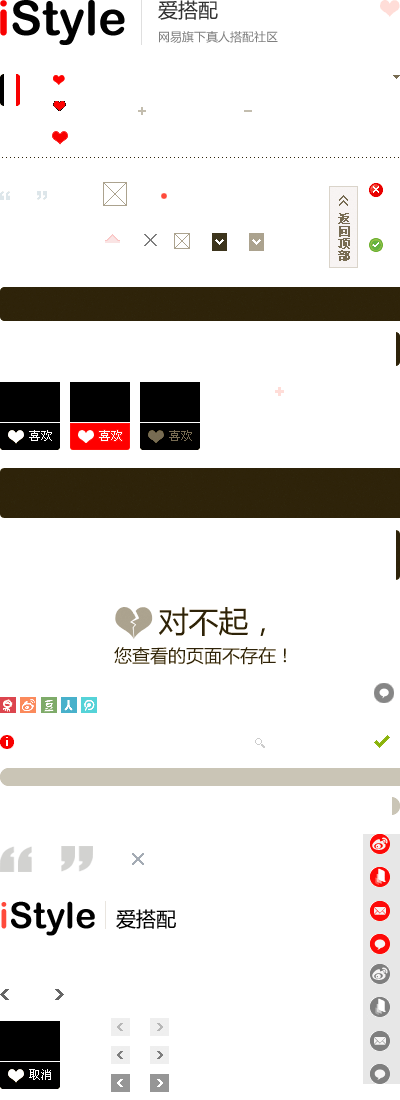 iStyle 爱搭配
网易旗下真人搭配社区
返回顶部
喜欢 喜欢 喜欢
对不起，
您查看的页面不存在！
豆 人
iStyle 爱搭配
取消